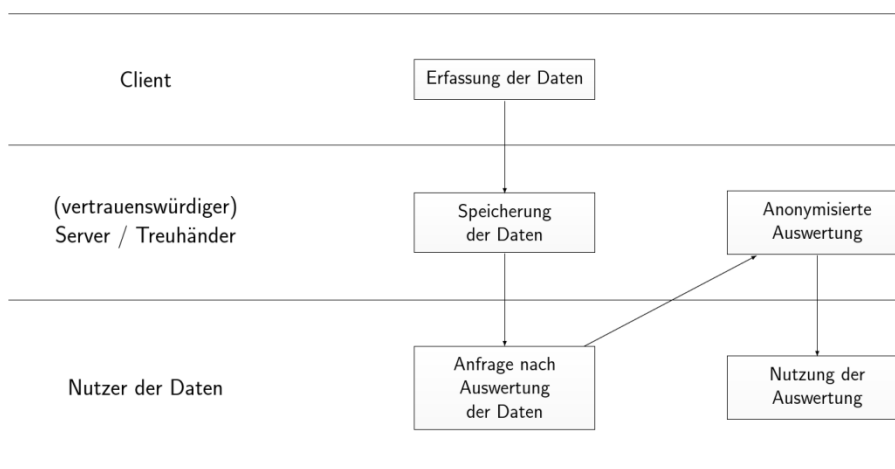 Client
Erfassung der Daten
(vertrauenswürdiger)
Server / Treuhänder
Speicherung
der Daten
Anonymisierte
Auswertung
Nutzer der Daten
Anfrage nach
Auswertung
der Daten
Nutzung der
Auswertung